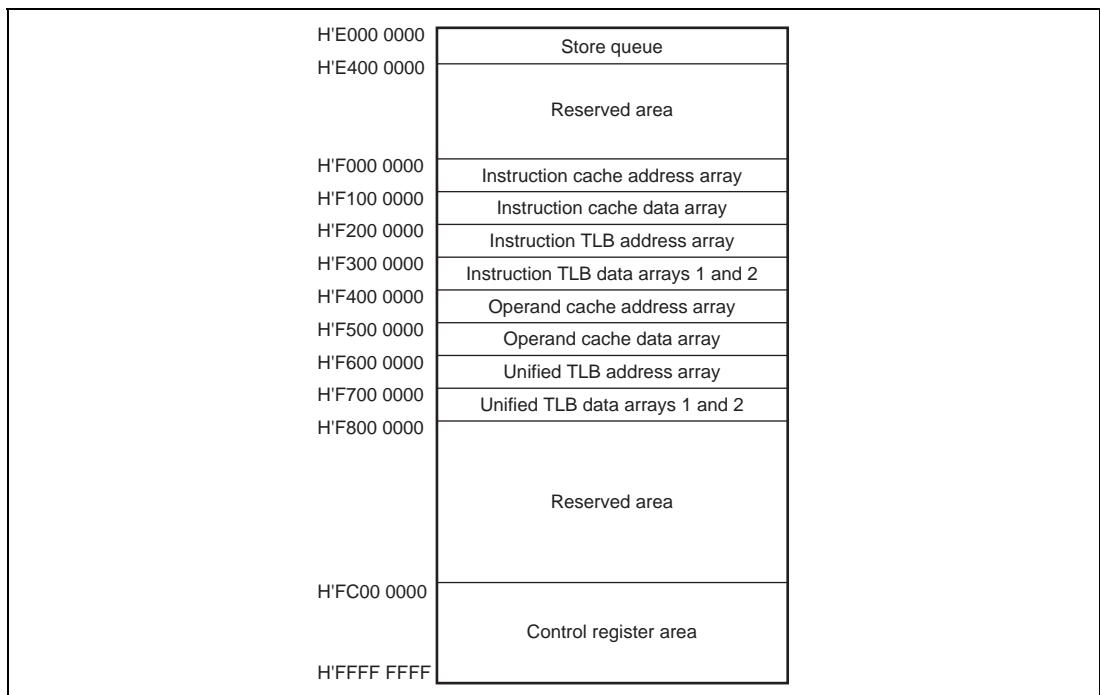 H'E000 0000
Store queue
H'E400 0000
Reserved area
H'F000 0000
Instruction cache address array
H'F100 0000
Instruction cache data array
H'F200 0000
Instruction TLB address array
H'F300 0000
Instruction TLB data arrays 1 and 2
H'F400 0000
Operand cache address array
H'F500 0000
Operand cache data array
H'F600 0000
Unified TLB address array
H'F700 0000
Unified TLB data arrays 1 and 2
H'F800 0000
Reserved area
H'FC00 0000
Control register area
H'FFFF FFFF